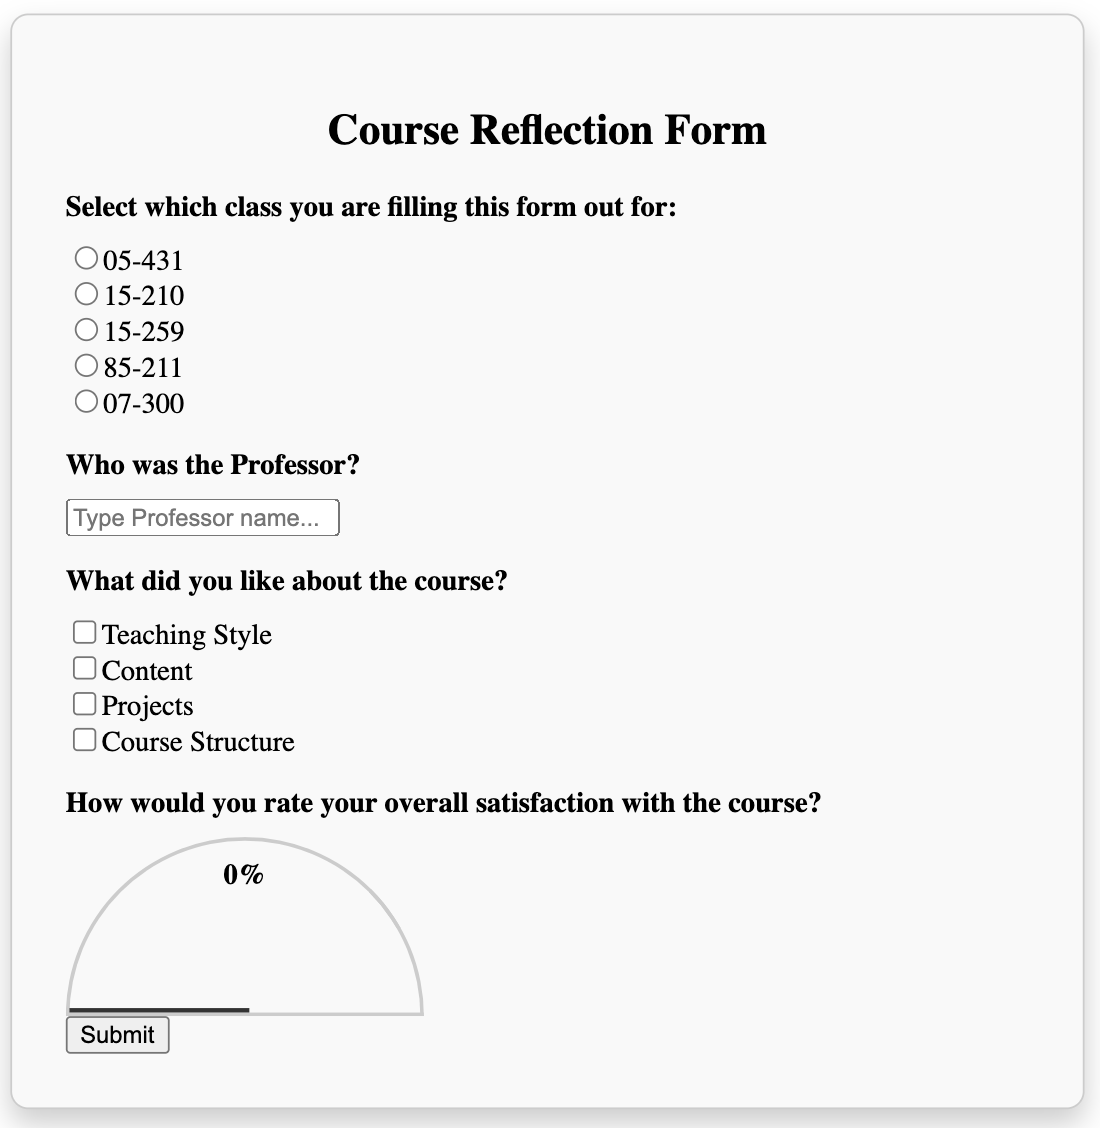 Course Reflection Form
Select which class you are filling this form out for:
05-431
15-210
15-259
85-211
07-300
Who was the Professor?
Type Professor name...
What did you like about the course?
Teaching Style
Content
Projects
Course Structure
How would you rate your overall satisfaction with the course?
0%
Submit